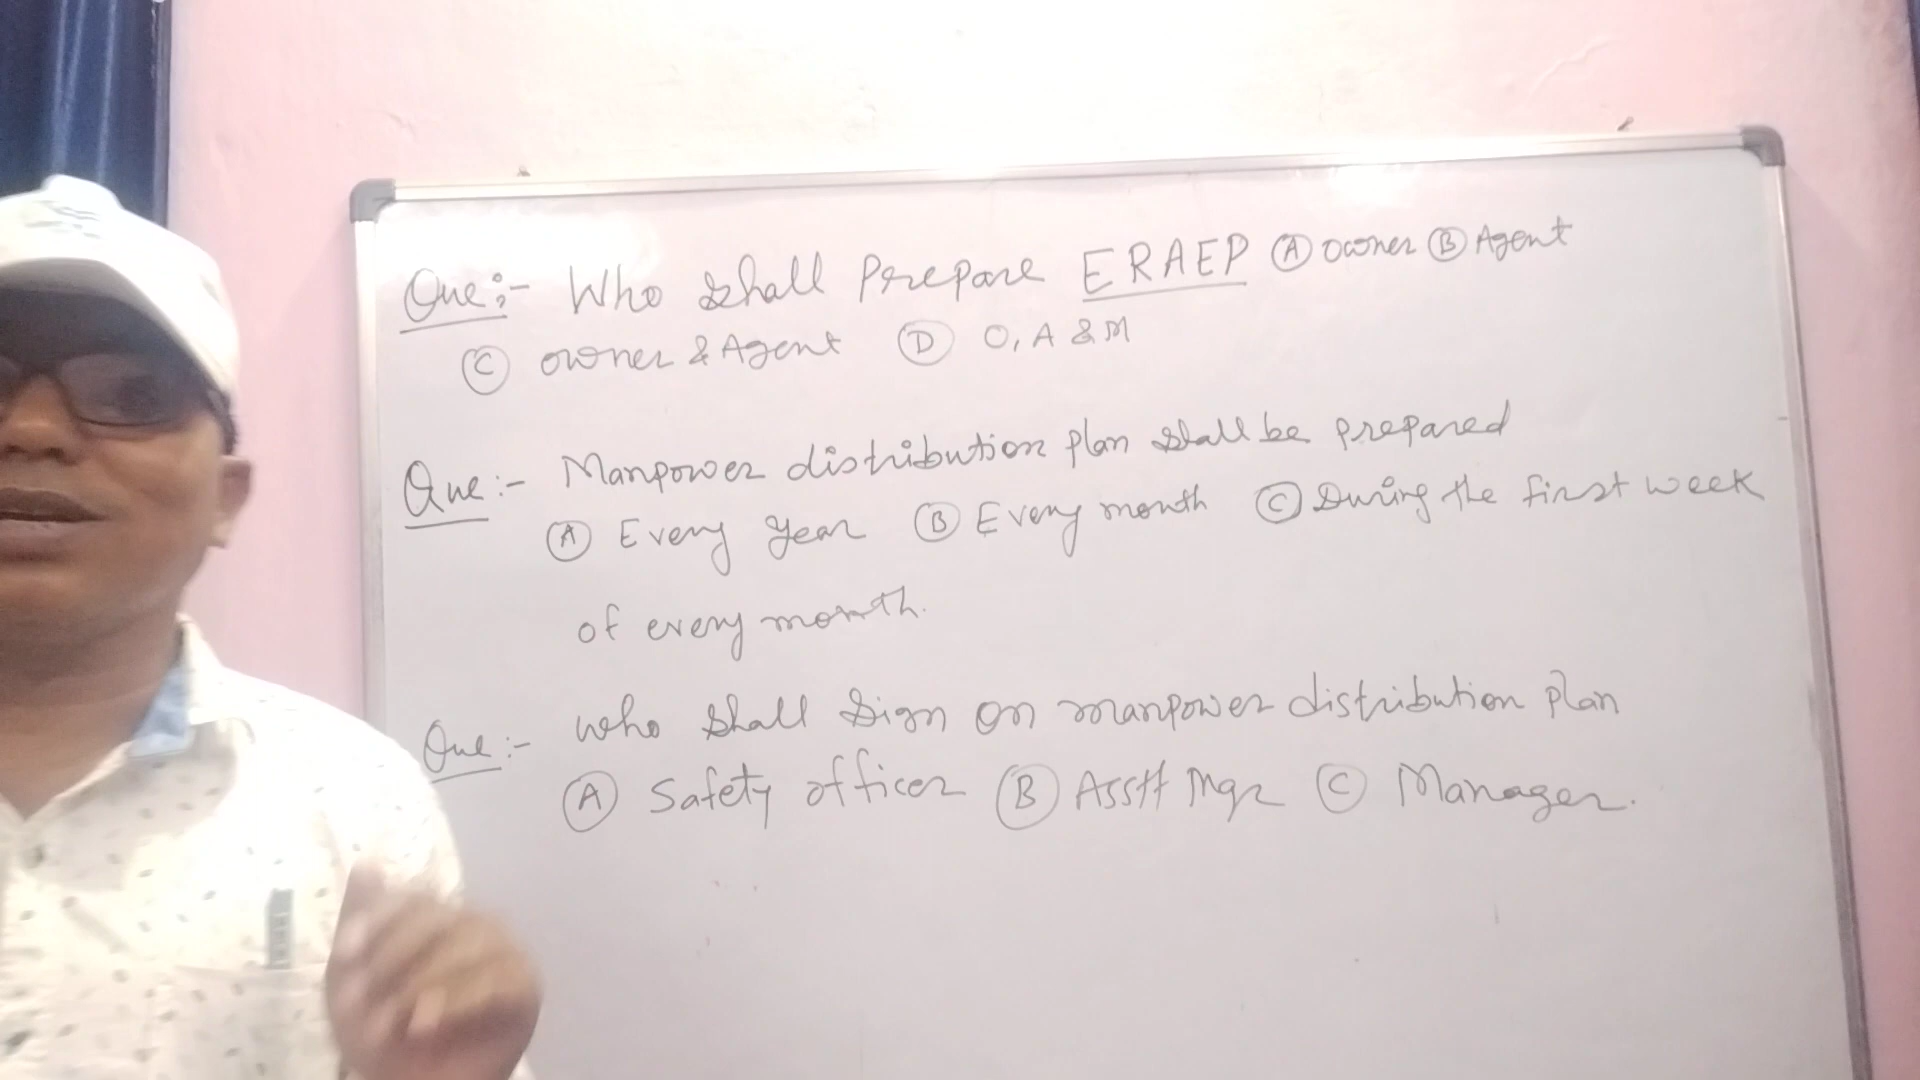 Que:- Who shall Prepare ERAEP (A) owner (B) Agent
(C) owner & Agent (D) O, A & M
Que:- Manpower distribution plan shall be prepared
(A) Every year (B) Every month (C) During the first week
of every month.
Que:- who shall sign on manpower distribution plan
(A) Safety officer (B) Asstt Mgr (C) Manager.